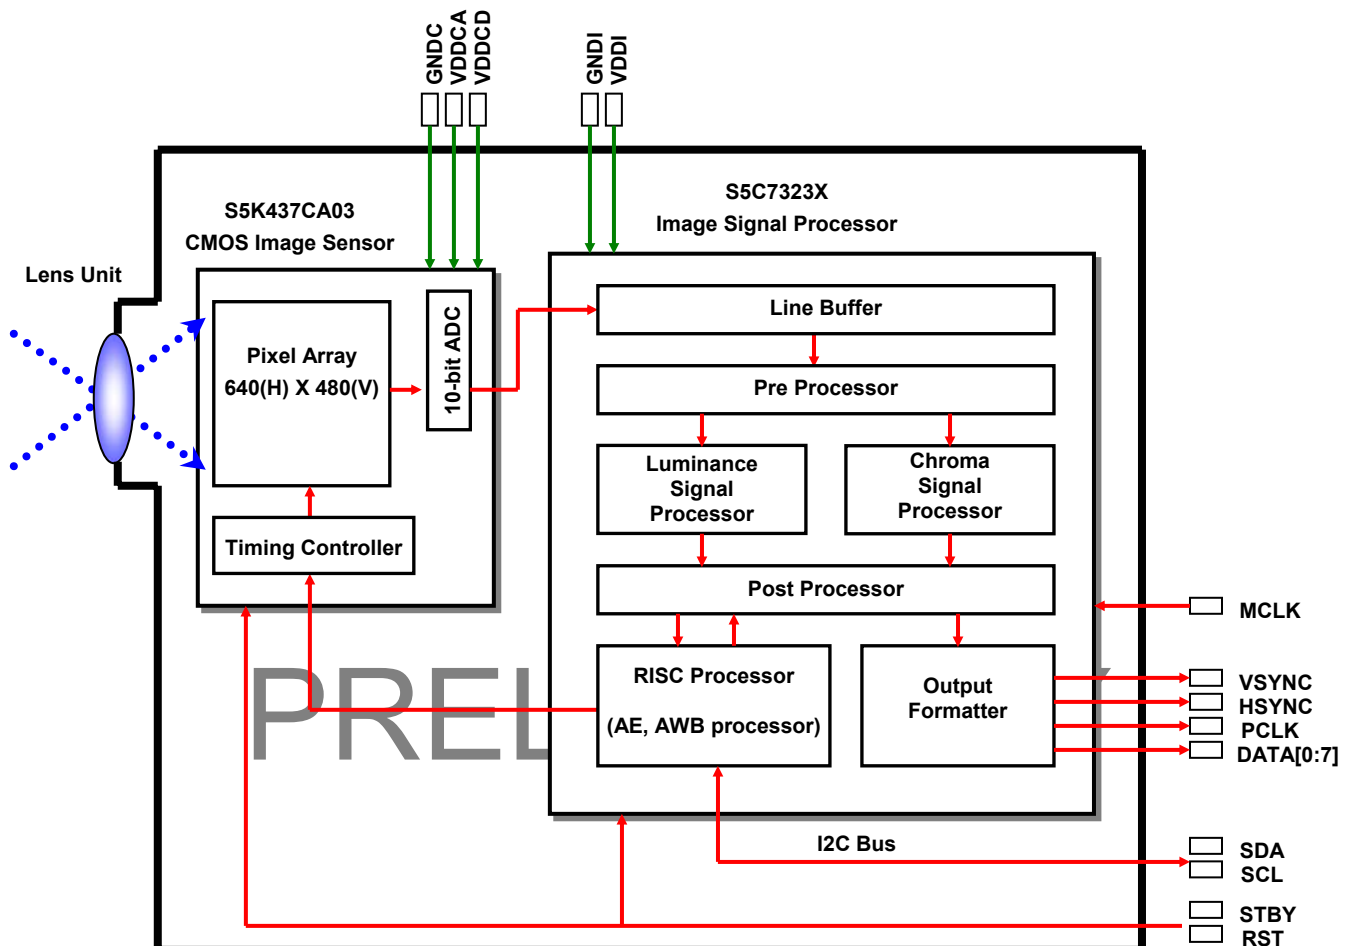 GNDC
VDDCA
VDDCD
GNDI
VDDI
S5K437CA03
CMOS Image Sensor
S5C7323X
Image Signal Processor
Lens Unit
Pixel Array
640(H) X 480(V)
10-bit ADC
Timing Controller
Line Buffer
Pre Processor
Luminance
Signal
Processor
Chroma
Signal
Processor
Post Processor
RISC Processor
(AE, AWB processor)
Output
Formatter
MCLK
VSYNC
HSYNC
PCLK
DATA[0:7]
I2C Bus
SDA
SCL
STBY
RST